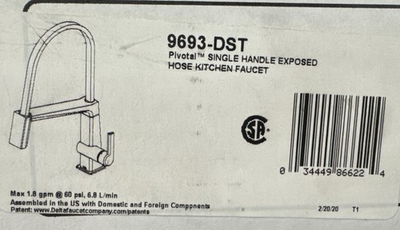 9693-DST
Pivotal™ SINGLE HANDLE EXPOSED
HOSE KITCHEN FAUCET
CSA
0 34449 86622 4
Max 1.8 gpm @ 60 psi, 6.8 L/min
Assembled in the US with Domestic and Foreign Components
Patent: www.Deltafaucetcompany.com/patents
2/20/20 T1